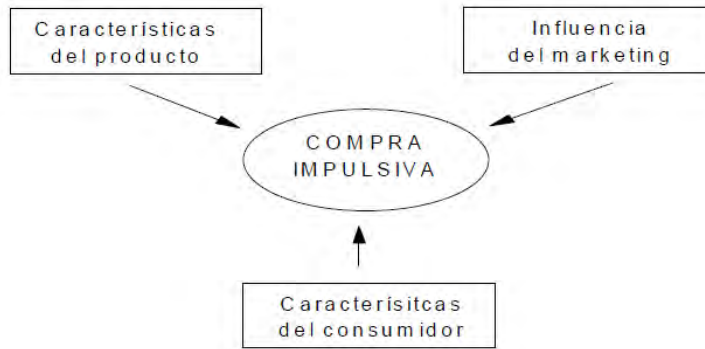 Características
del producto
Influencia
del marketing
COMPRA
IMPULSIVA
Caracterísitcas
del consumidor